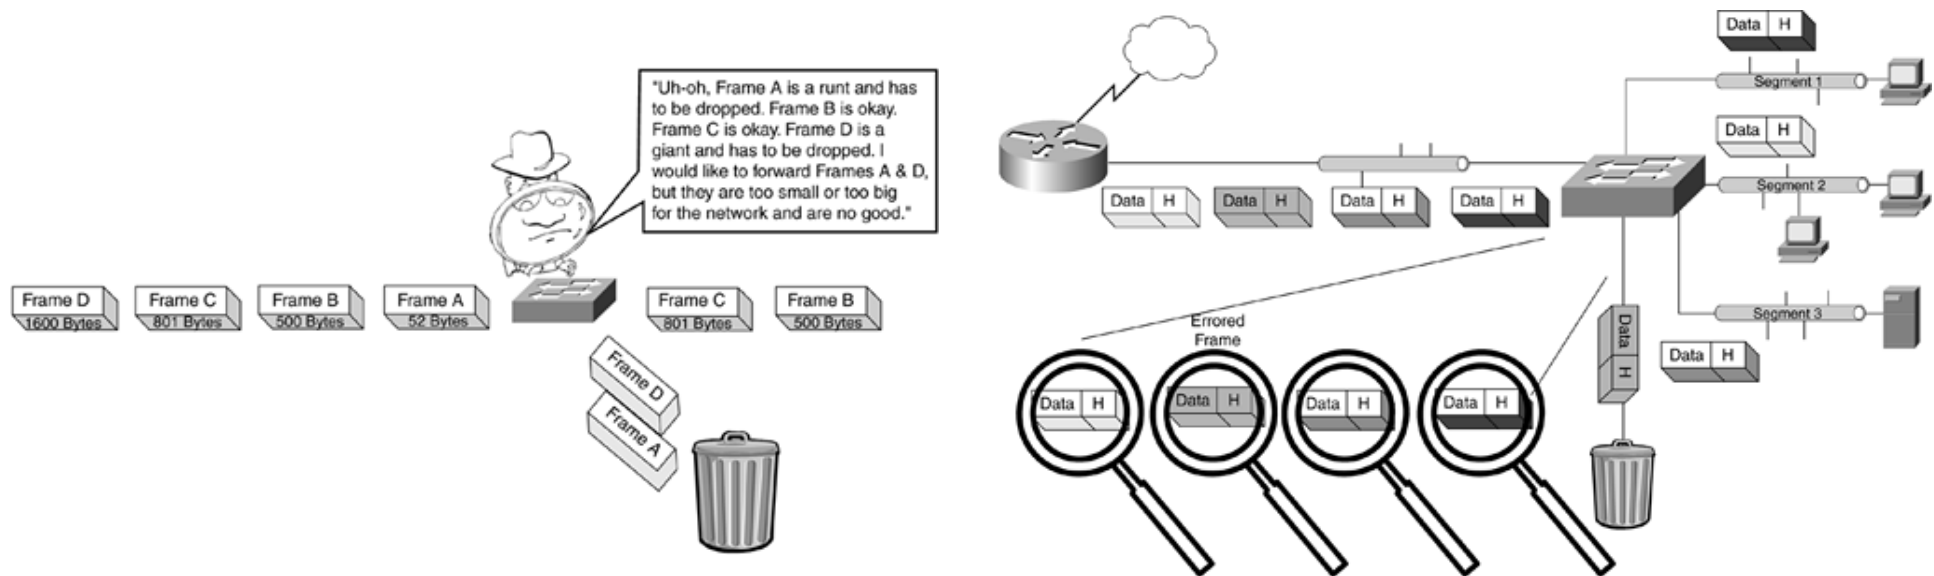 "Uh-oh, Frame A is a runt and has
to be dropped. Frame B is okay.
Frame C is okay. Frame D is a
giant and has to be dropped. I
would like to forward Frames A & D,
but they are too small or too big
for the network and are no good."
Frame D
1600 Bytes
Frame C
801 Bytes
Frame B
500 Bytes
Frame A
52 Bytes
Frame C
801 Bytes
Frame B
500 Bytes
Frame D
Frame A
Data H
Segment 1
Data H
Segment 2
Data H
Data H
Data H
Data H
Segment 3
Data H
Data H
Errored
Frame
Data H
Data H
Data H
Data H